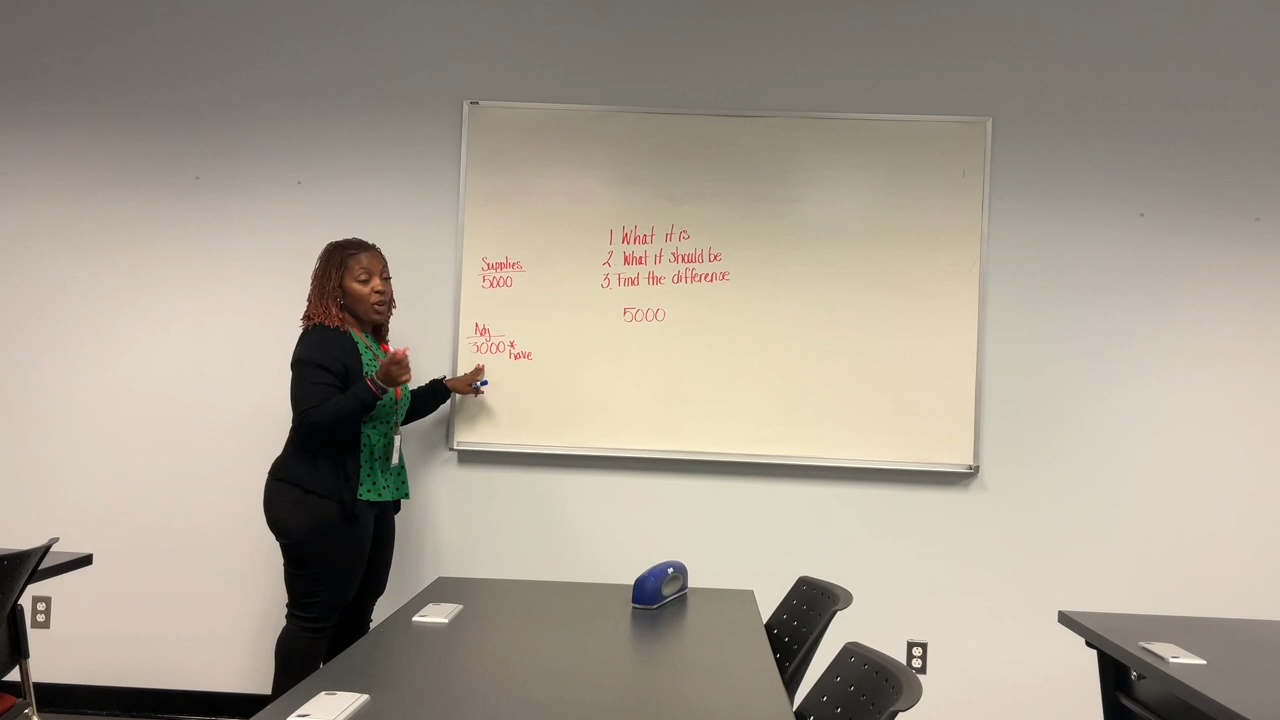 Supplies
5000
Adj
3000*
have
1 What it is
2 What it should be
3. Find the difference
5000